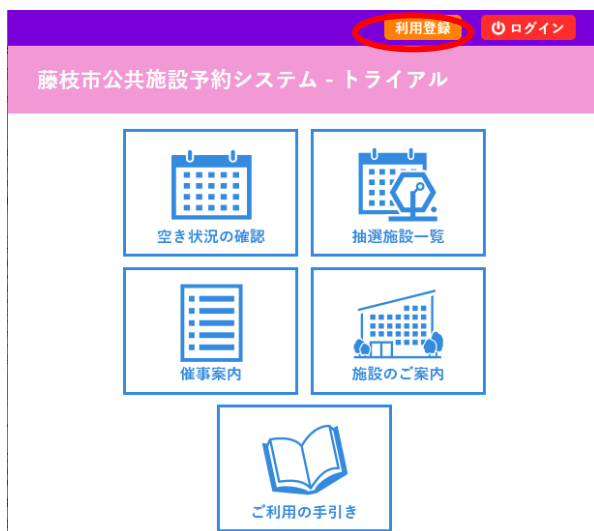 利用登録
ログイン
藤枝市公共施設予約システム - トライアル
空き状況の確認
抽選施設一覧
催事案内
施設のご案内
ご利用の手引き